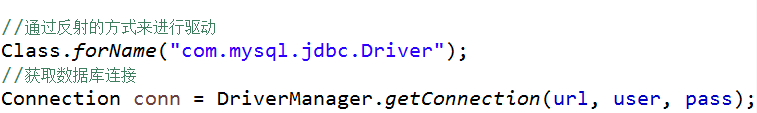 //通过反射的方式来进行驱动
Class.forName("com.mysql.jdbc.Driver");
//获取数据库连接
Connection conn = DriverManager.getConnection(url, user, pass);